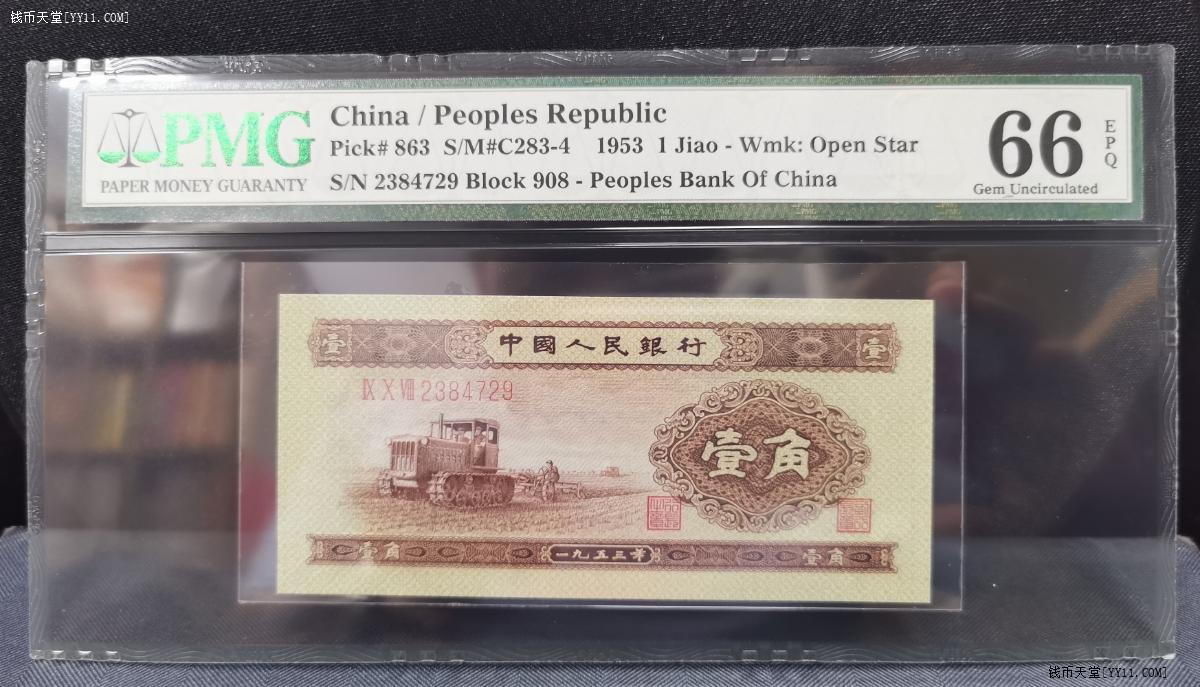 钱币天堂[YY11.COM]
PMG
PAPER MONEY GUARANTY
China / Peoples Republic
Pick# 863 S/M#C283-4 1953 1 Jiao - Wmk: Open Star
S/N 2384729 Block 908 - Peoples Bank Of China
66
EPQ
Gem Uncirculated
壹 中國人民銀行 壹
Ⅸ Ⅹ Ⅷ 2384729
壹角
壹角 一九五三年 壹角
钱币天堂[YY11.COM]